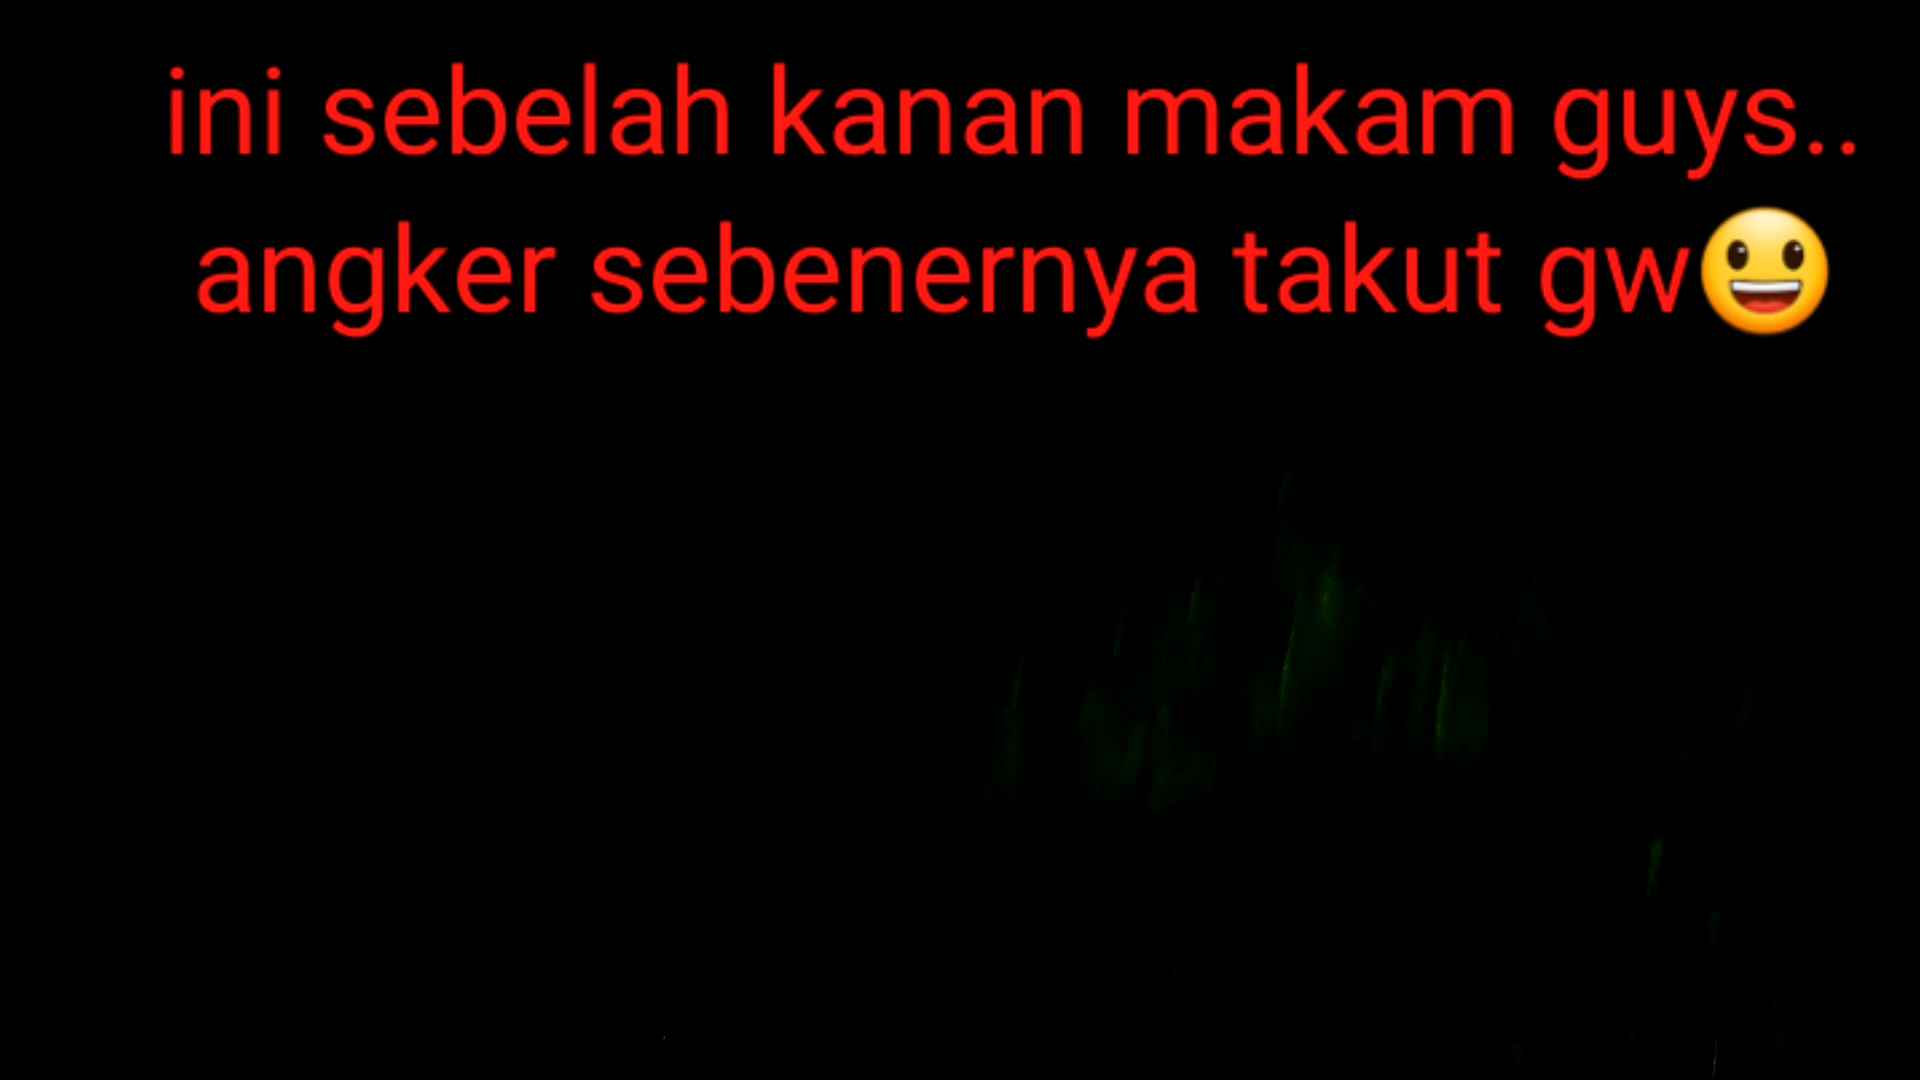 ini sebelah kanan makam guys..
angker sebenernya takut gw😃